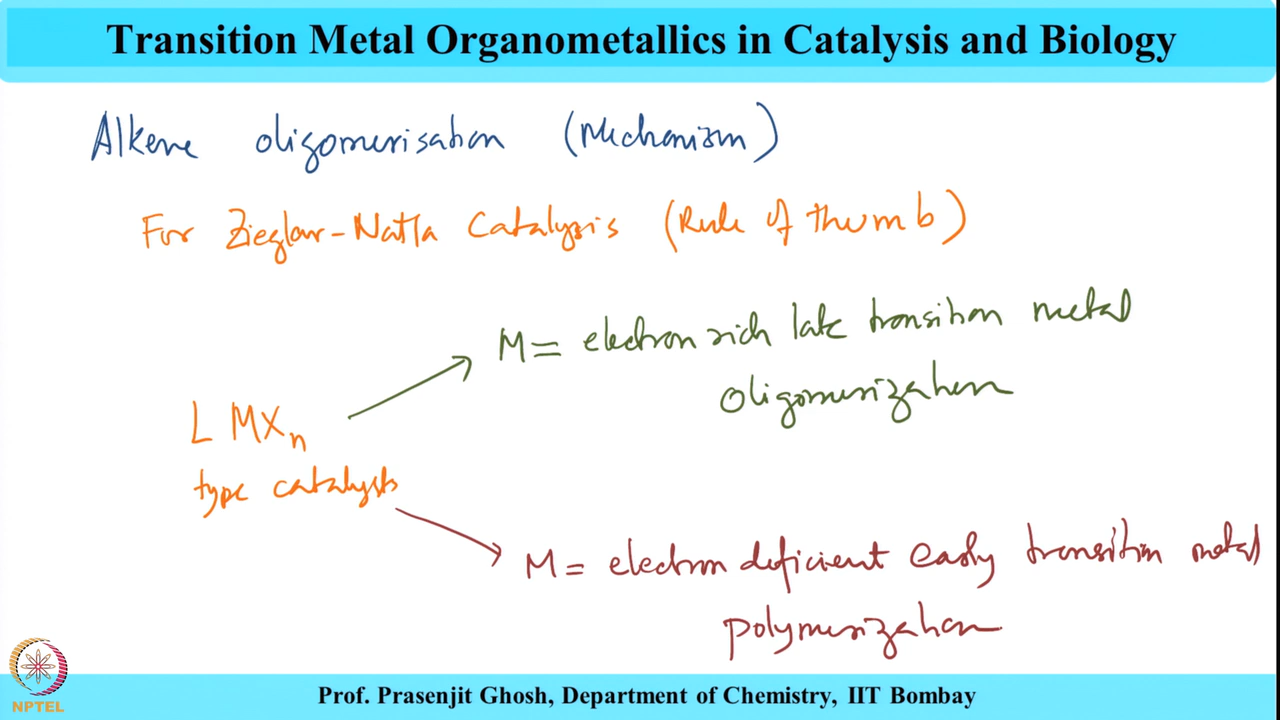 Transition Metal Organometallics in Catalysis and Biology
Alkene oligomerisation (Mechanism)
For Zieglar-Natta Catalysis (Rule of thumb)
M = electron rich late transition metal
oligomerization
L MXn
type catalysts
M = electron deficient early transition metal
polymerization
NPTEL
Prof. Prasenjit Ghosh, Department of Chemistry, IIT Bombay